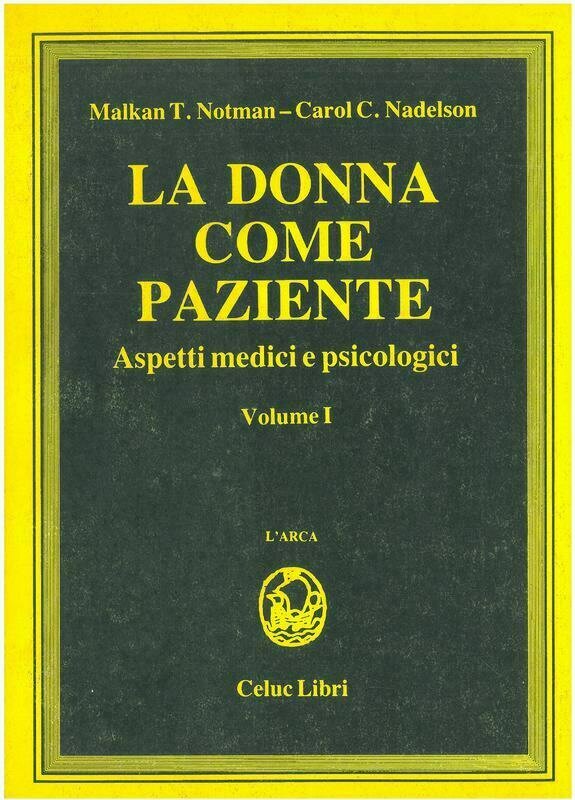 Malkan T. Notman – Carol C. Nadelson
LA DONNA
COME
PAZIENTE
Aspetti medici e psicologici
Volume I
L'ARCA
Celuc Libri